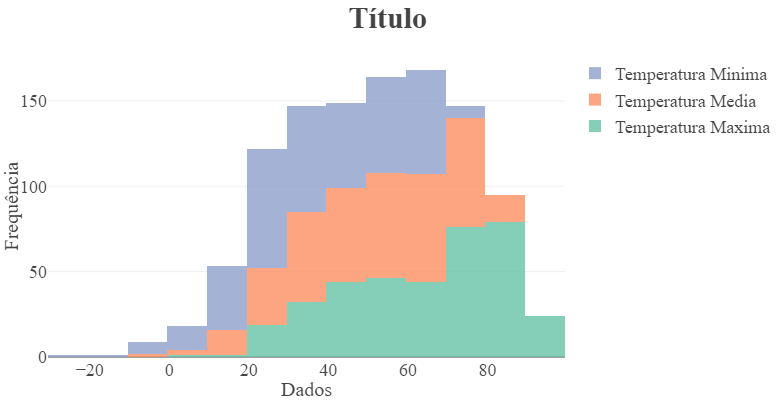 Título
Temperatura Minima
Temperatura Media
Temperatura Maxima
Frequência
150
100
50
0
−20 0 20 40 60 80
Dados